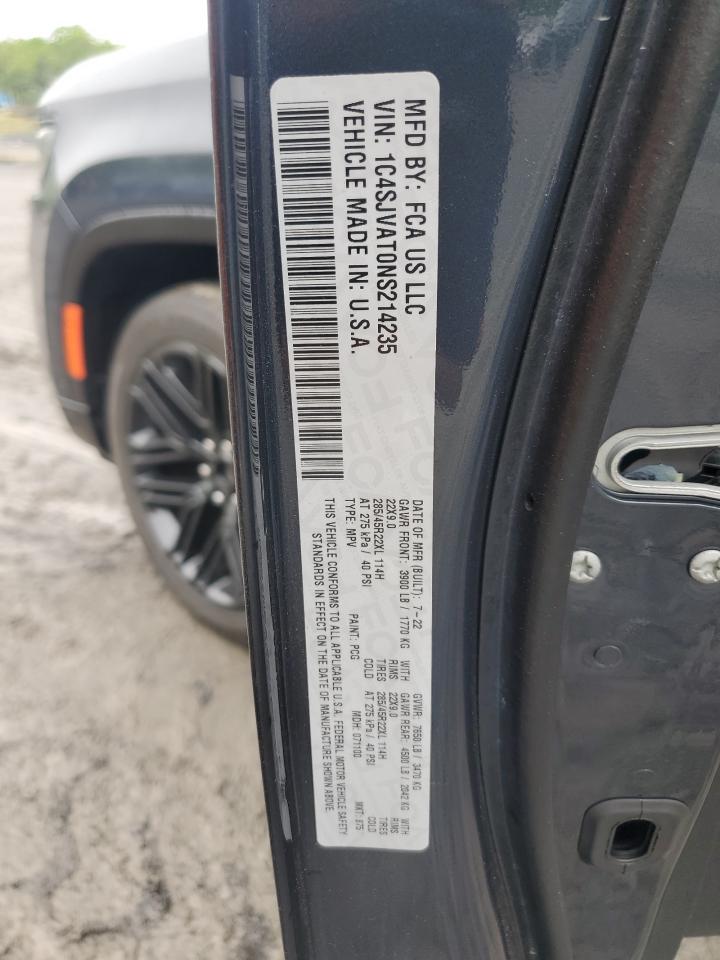 MFD BY: FCA US LLC
VIN: 1C4SJVAT0NS214235
VEHICLE MADE IN: U.S.A.
DATE OF MFR (BUILT): 7-22 GVWR: 7650 LB / 3470 KG
GAWR FRONT: 3900 LB / 1770 KG WITH GAWR REAR: 4500 LB / 2042 KG WITH
22X9.0 RIMS 22X9.0 RIMS
285/45R22XL 114H TIRES 285/45R22XL 114H TIRES
AT 275 kPa / 40 PSI COLD AT 275 kPa / 40 PSI COLD
TYPE: MPV PAINT: PCG MDH: 071100 MKT: 875
THIS VEHICLE CONFORMS TO ALL APPLICABLE U.S.A. FEDERAL MOTOR VEHICLE SAFETY
STANDARDS IN EFFECT ON THE DATE OF MANUFACTURE SHOWN ABOVE.